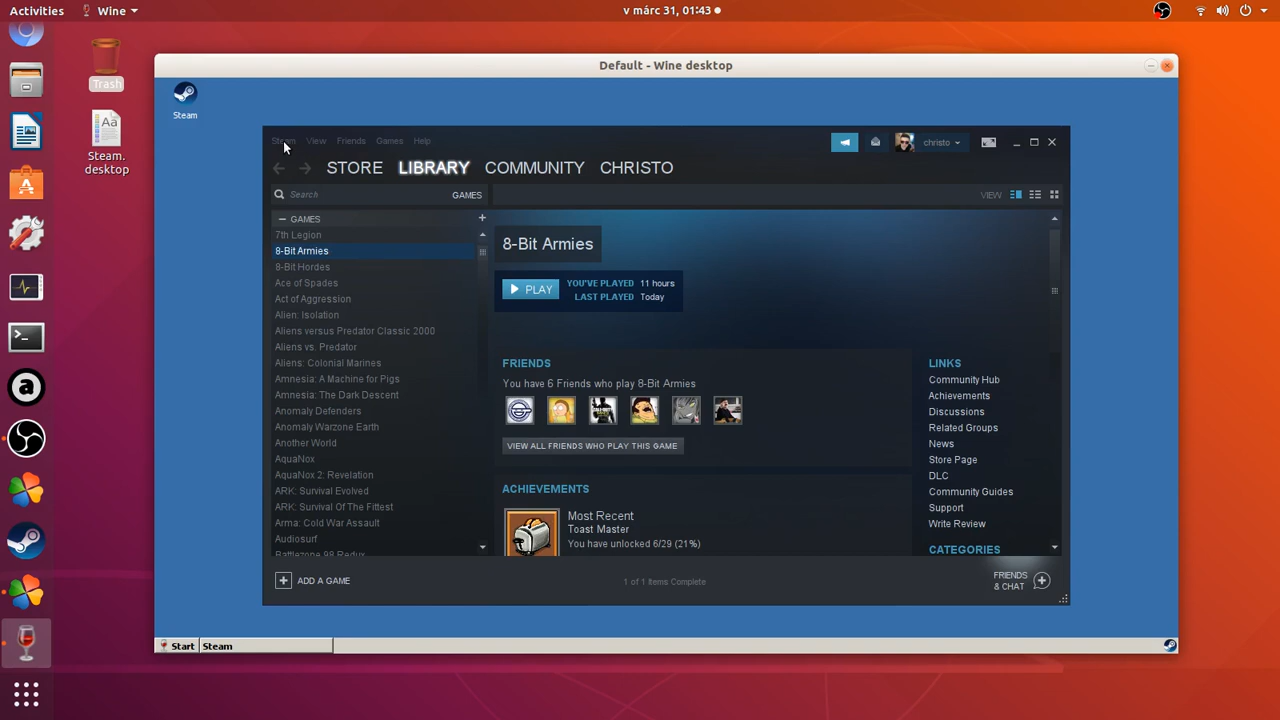 Activities Wine v márc 31, 01:43
Default - Wine desktop
Trash
Steam.
desktop
Steam
Steam View Friends Games Help christo
STORE LIBRARY COMMUNITY CHRISTO
Search GAMES VIEW
GAMES
7th Legion
8-Bit Armies
8-Bit Hordes
Ace of Spades
Act of Aggression
Alien: Isolation
Aliens versus Predator Classic 2000
Aliens vs. Predator
Aliens: Colonial Marines
Amnesia: A Machine for Pigs
Amnesia: The Dark Descent
Anomaly Defenders
Anomaly Warzone Earth
Another World
AquaNox
AquaNox 2: Revelation
ARK: Survival Evolved
ARK: Survival Of The Fittest
Arma: Cold War Assault
Audiosurf
Battlezone 98 Redux
8-Bit Armies
PLAY
YOU'VE PLAYED 11 hours
LAST PLAYED Today
FRIENDS
You have 6 Friends who play 8-Bit Armies
VIEW ALL FRIENDS WHO PLAY THIS GAME
ACHIEVEMENTS
Most Recent
Toast Master
You have unlocked 6/29 (21%)
LINKS
Community Hub
Achievements
Discussions
Related Groups
News
Store Page
DLC
Community Guides
Support
Write Review
CATEGORIES
ADD A GAME
1 of 1 Items Complete
FRIENDS
& CHAT
Start Steam